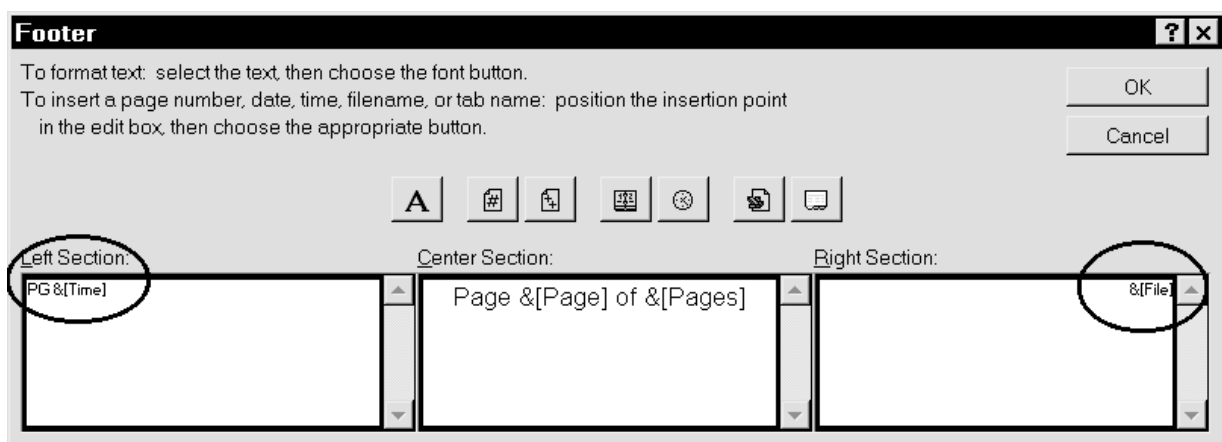 Footer
To format text: select the text, then choose the font button.
To insert a page number, date, time, filename, or tab name: position the insertion point
in the edit box, then choose the appropriate button.
OK
Cancel
A
Left Section:
Center Section:
Right Section:
PG &[Time]
Page &[Page] of &[Pages]
&[File]